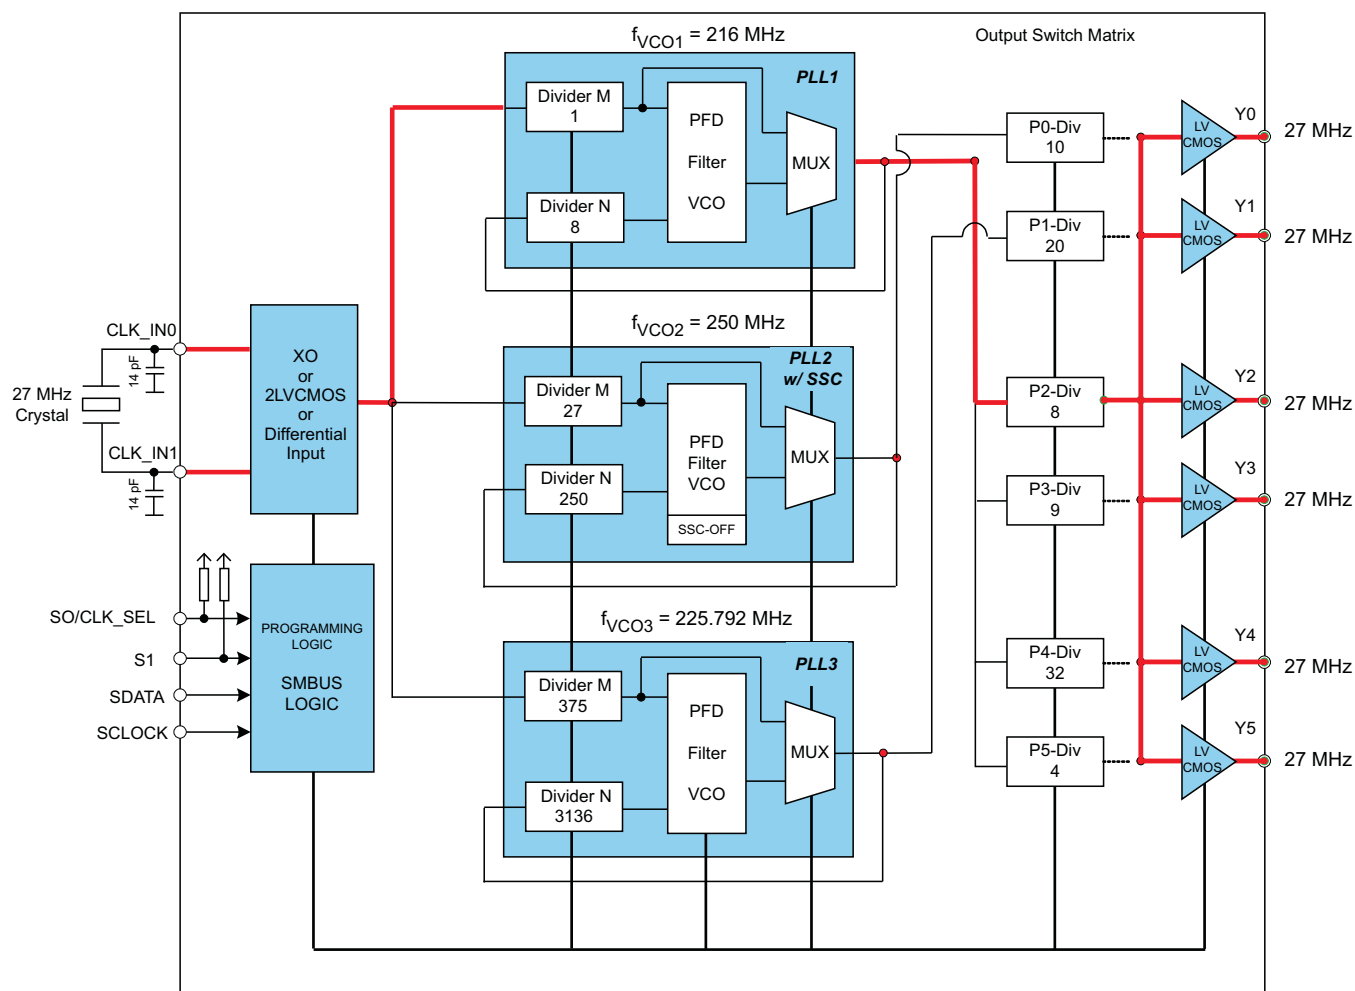 f VCO1 = 216 MHz
Output Switch Matrix
PLL1
Divider M
1
PFD
Filter
VCO
MUX
Divider N
8
P0-Div
10
LV
CMOS
Y0
27 MHz
P1-Div
20
LV
CMOS
Y1
27 MHz
CLK_IN0
14 pF
27 MHz
Crystal
CLK_IN1
14 pF
XO
or
2LVCMOS
or
Differential
Input
f VCO2 = 250 MHz
PLL2
w/ SSC
Divider M
27
PFD
Filter
VCO
SSC-OFF
MUX
Divider N
250
P2-Div
8
LV
CMOS
Y2
27 MHz
P3-Div
9
LV
CMOS
Y3
27 MHz
SO/CLK_SEL
S1
SDATA
SCLOCK
PROGRAMMING
LOGIC
SMBUS
LOGIC
f VCO3 = 225.792 MHz
PLL3
Divider M
375
PFD
Filter
VCO
MUX
Divider N
3136
P4-Div
32
LV
CMOS
Y4
27 MHz
P5-Div
4
LV
CMOS
Y5
27 MHz